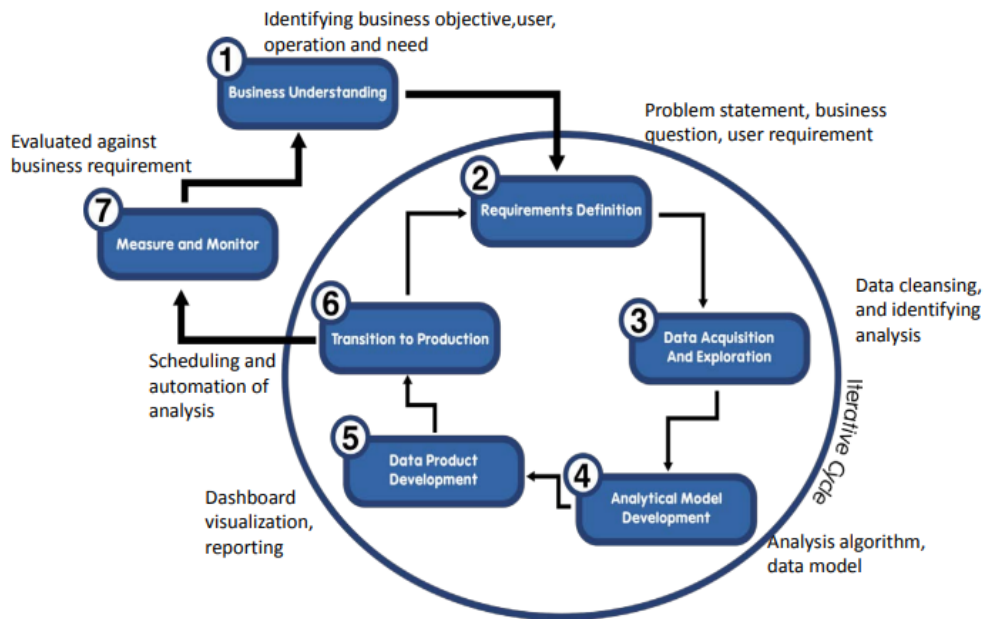 Identifying business objective,user,
operation and need
1
Business Understanding
Problem statement, business
question, user requirement
Evaluated against
business requirement
2
Requirements Definition
7
Measure and Monitor
Data cleansing,
and identifying
analysis
6
Transition to Production
3
Data Acquisition
And Exploration
Scheduling and
automation of
analysis
Iterative Cycle
5
Data Product
Development
4
Analytical Model
Development
Dashboard
visualization,
reporting
Analysis algorithm,
data model